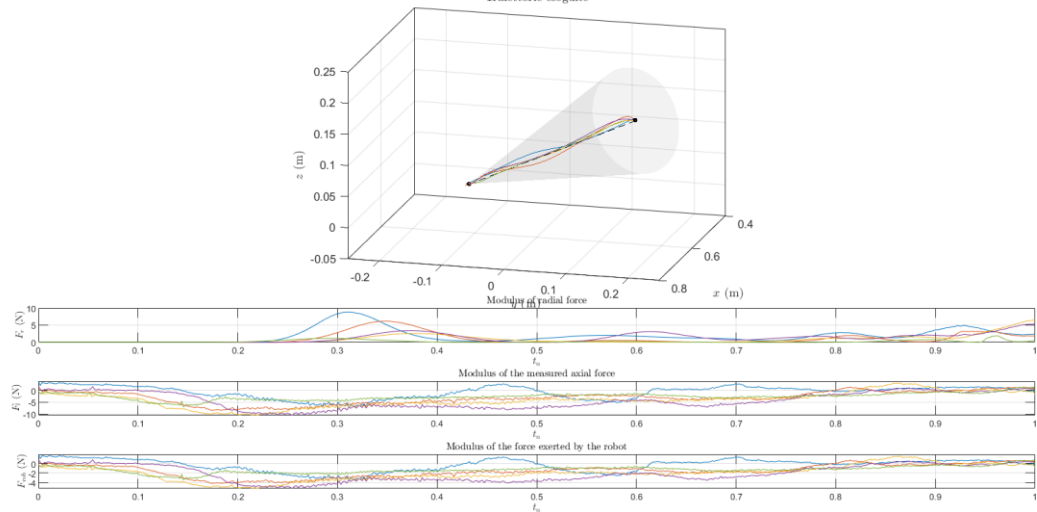 0.25
0.2
0.15
0.1
0.05
0
-0.05
z (m)
-0.2
-0.1
0
0.1
0.2
0.4
0.6
0.8
x (m)
y (m)
Modulus of radial force
10
5
0
F_r (N)
0 0.1 0.2 0.3 0.4 0.5 0.6 0.7 0.8 0.9 1
t_n
Modulus of the measured axial force
0
-5
-10
(N)
0 0.1 0.2 0.3 0.4 0.5 0.6 0.7 0.8 0.9 1
t_n
Modulus of the force exerted by the robot
0
-2
-4
F_rob (N)
0 0.1 0.2 0.3 0.4 0.5 0.6 0.7 0.8 0.9 1
t_n